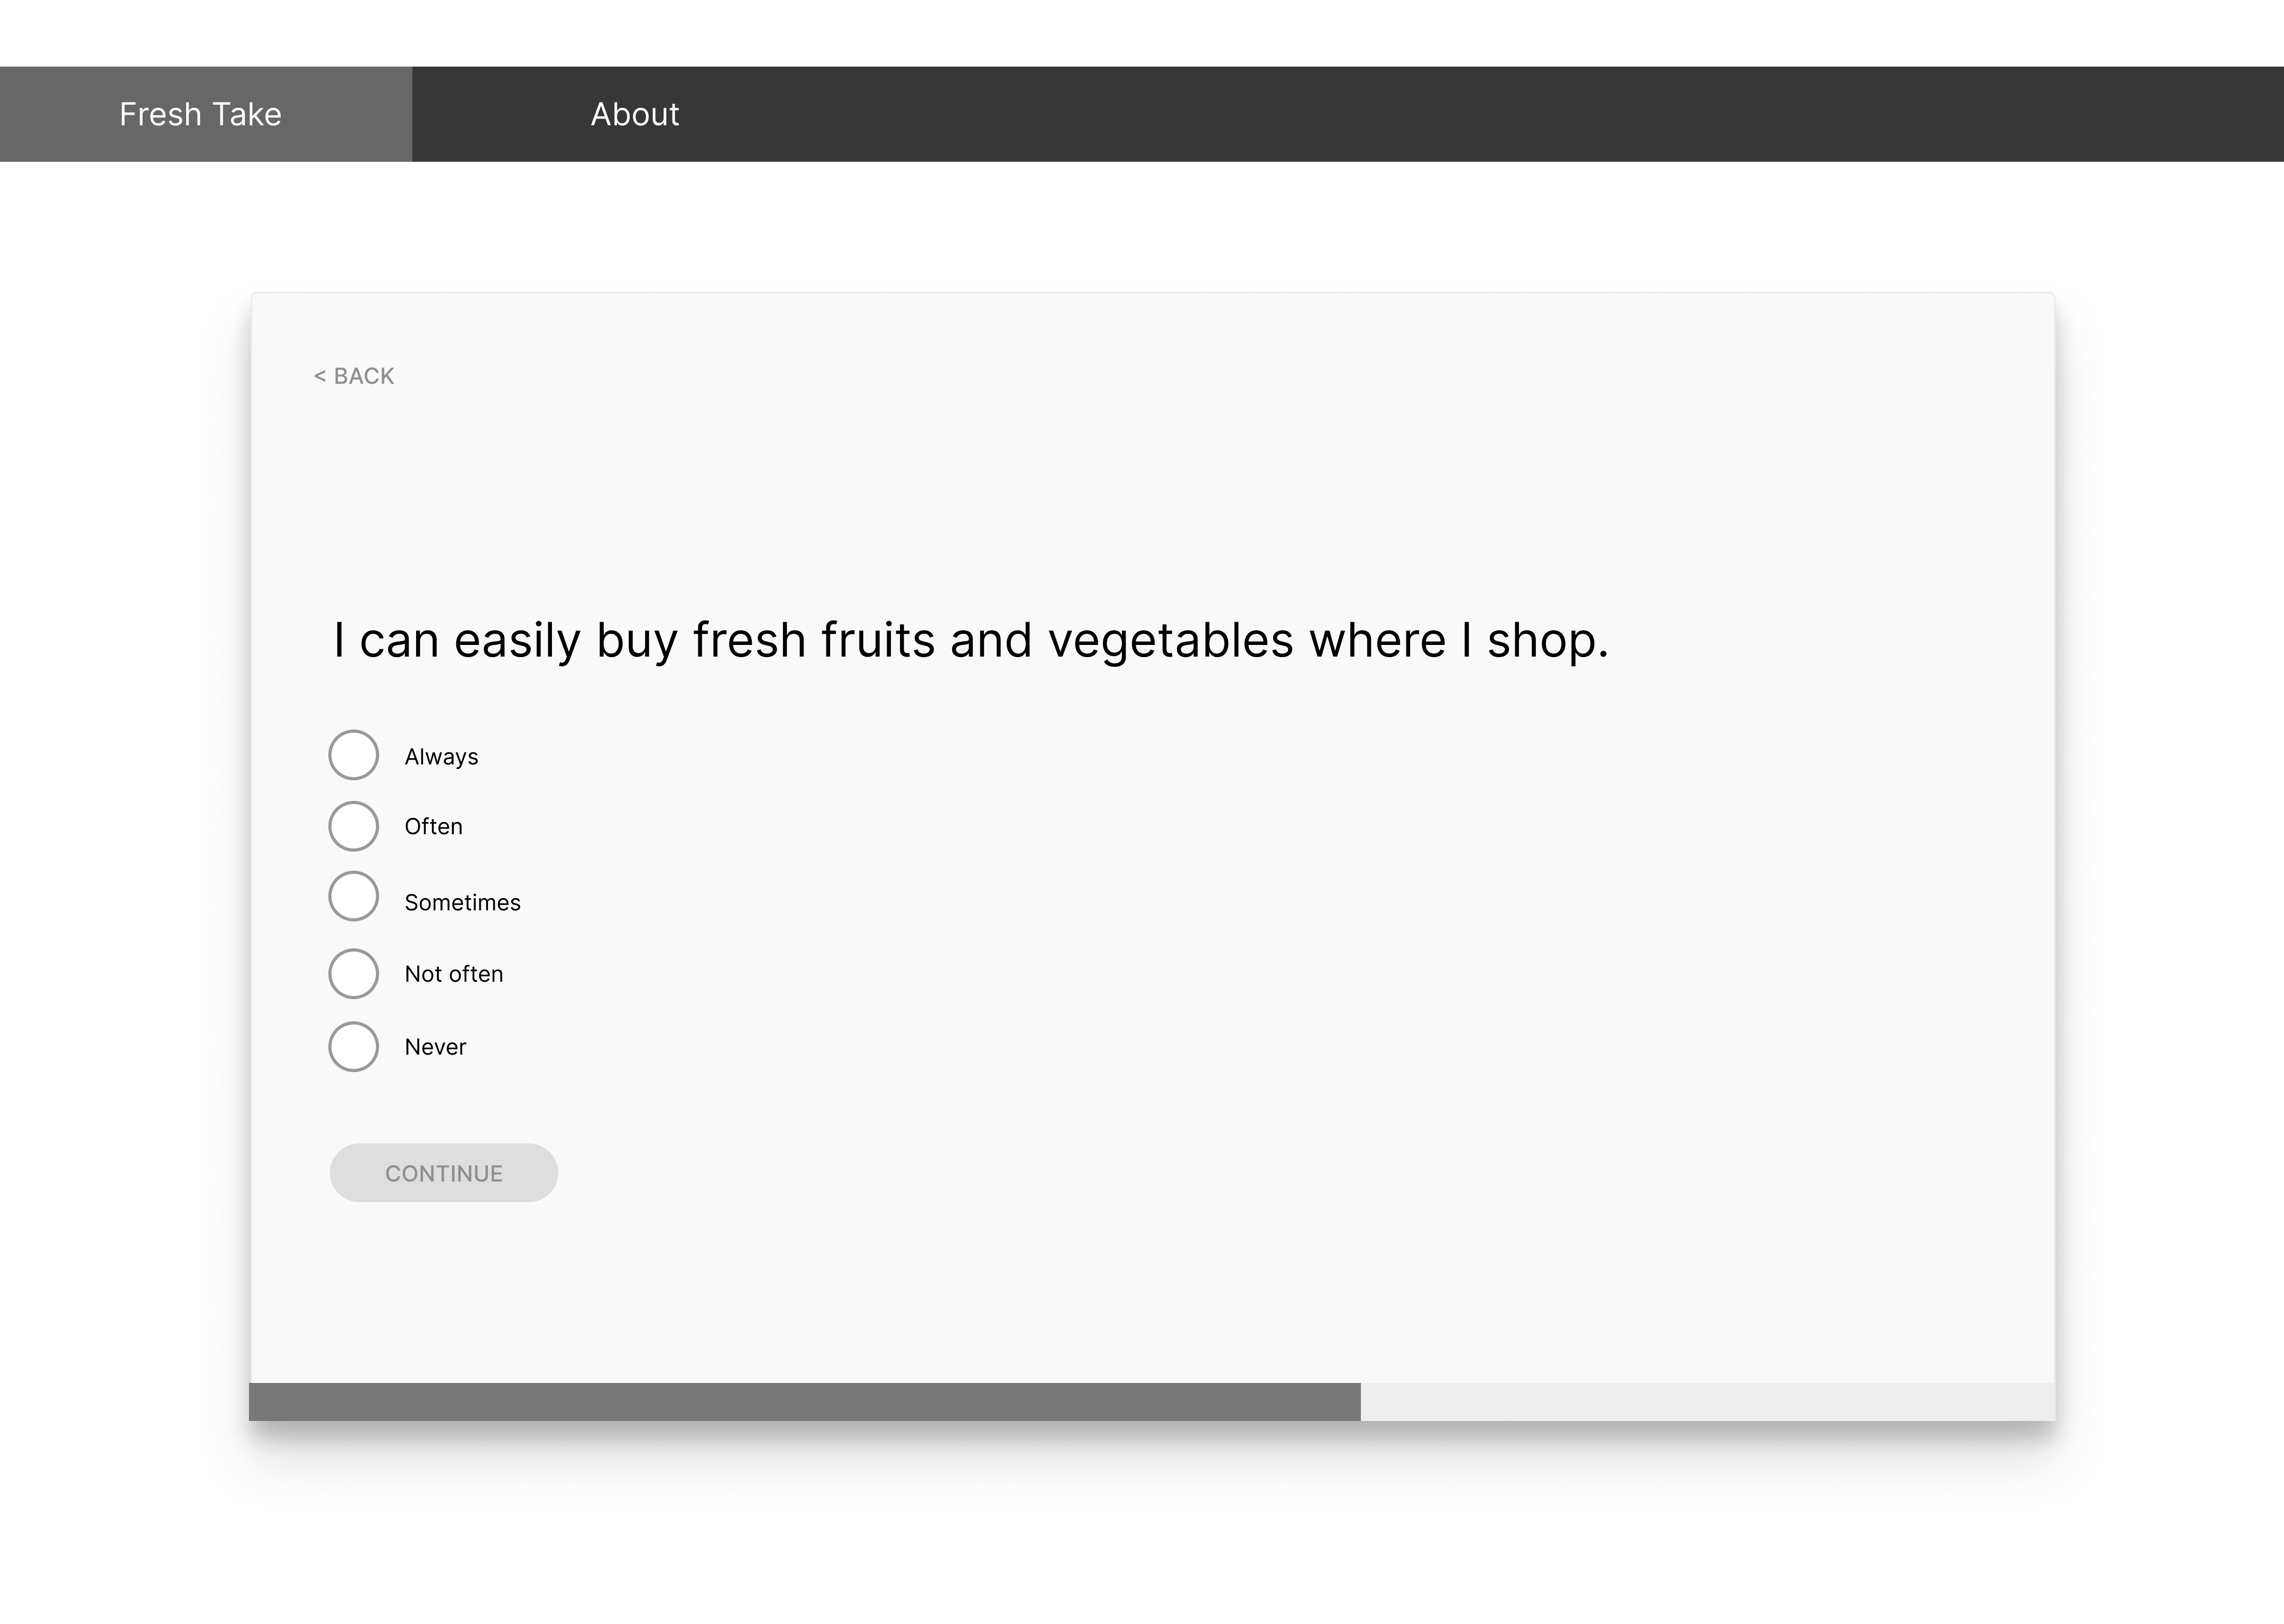 Fresh Take
About
< BACK
I can easily buy fresh fruits and vegetables where I shop.
Always
Often
Sometimes
Not often
Never
CONTINUE